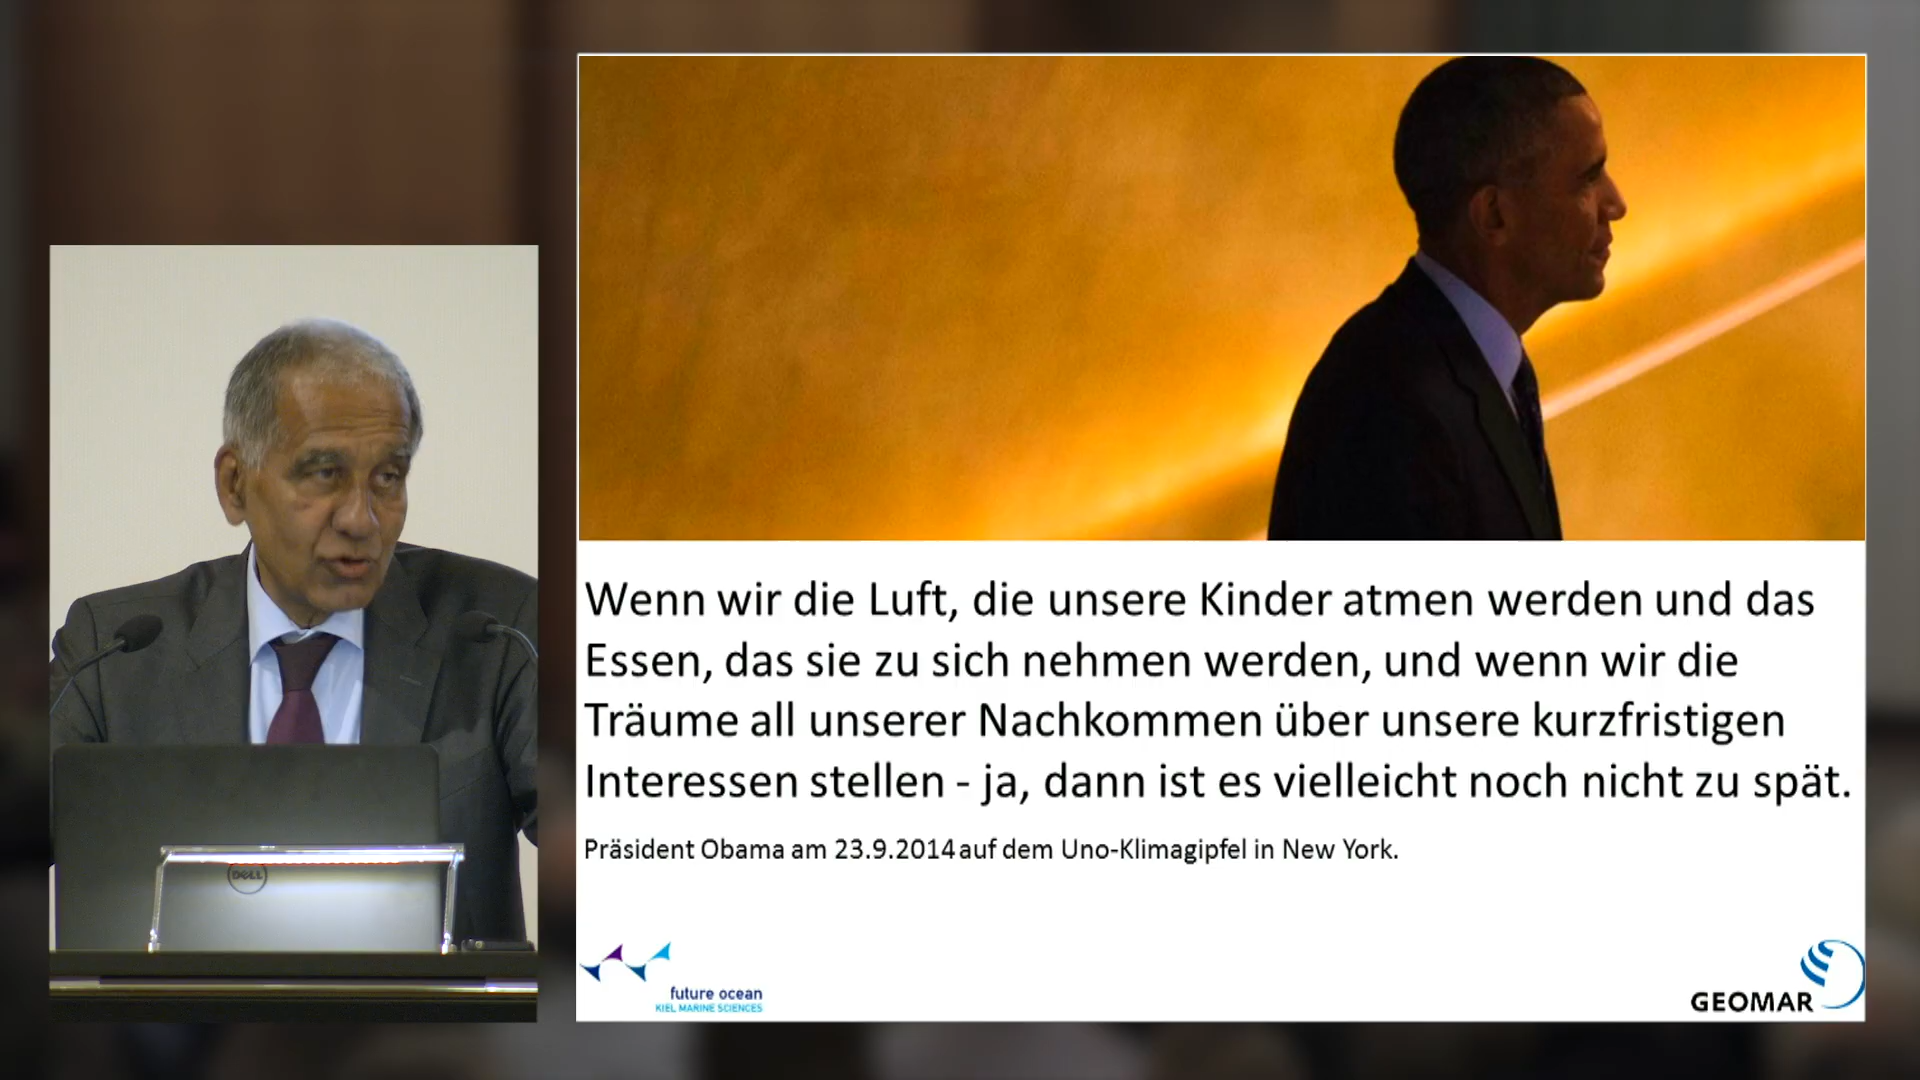 Wenn wir die Luft, die unsere Kinder atmen werden und das
Essen, das sie zu sich nehmen werden, und wenn wir die
Träume all unserer Nachkommen über unsere kurzfristigen
Interessen stellen - ja, dann ist es vielleicht noch nicht zu spät.
Präsident Obama am 23.9.2014 auf dem Uno-Klimagipfel in New York.
DELL
future ocean
KIEL MARINE SCIENCES
GEOMAR